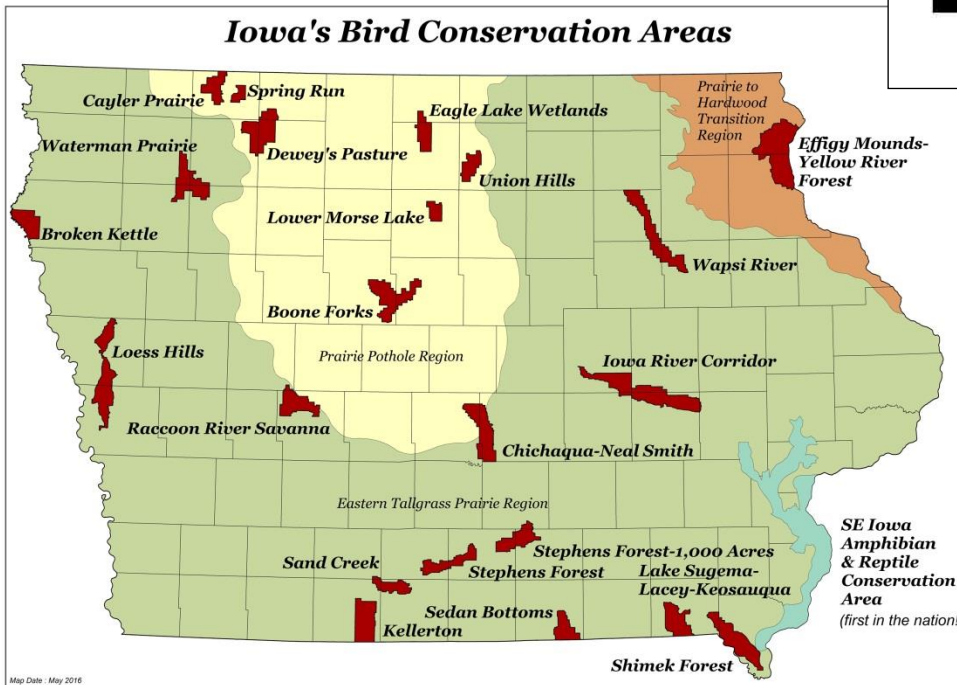 Iowa's Bird Conservation Areas
Cayler Prairie
Spring Run
Eagle Lake Wetlands
Prairie to
Hardwood
Transition
Region
Waterman Prairie
Dewey's Pasture
Union Hills
Effigy Mounds-
Yellow River
Forest
Lower Morse Lake
Broken Kettle
Wapsi River
Boone Forks
Loess Hills
Prairie Pothole Region
Iowa River Corridor
Raccoon River Savanna
Chichaqua-Neal Smith
Eastern Tallgrass Prairie Region
SE Iowa
Amphibian
& Reptile
Conservation
Area
(first in the nation!
Sand Creek
Stephens Forest-1,000 Acres
Stephens Forest
Lake Sugema-
Lacey-Keosauqua
Sedan Bottoms
Kellerton
Shimek Forest
Map Date : May 2016